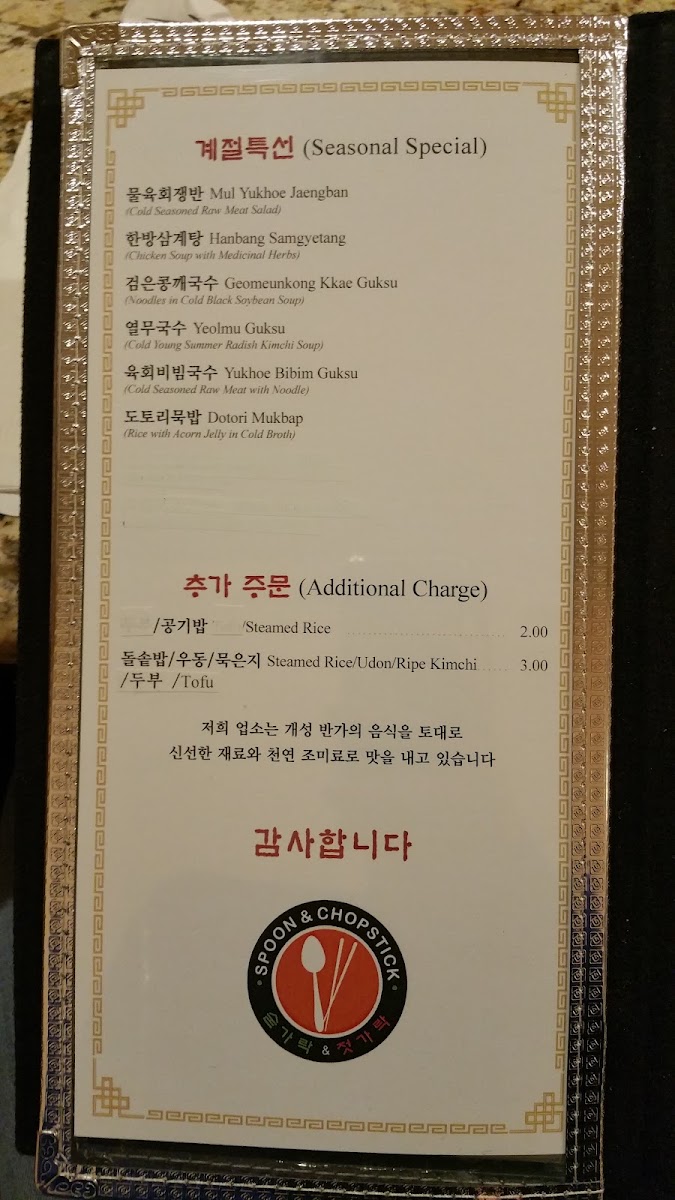 계절특선 (Seasonal Special)
물육회쟁반 Mul Yukhoe Jaengban
(Cold Seasoned Raw Meat Salad)
한방삼계탕 Hanbang Samgyetang
(Chicken Soup with Medicinal Herbs)
검은콩깨국수 Geomeunkong Kkae Guksu
(Noodles in Cold Black Soybean Soup)
열무국수 Yeolmu Guksu
(Cold Young Summer Radish Kimchi Soup)
육회비빔국수 Yukhoe Bibim Guksu
(Cold Seasoned Raw Meat with Noodle)
도토리묵밥 Dotori Mukbap
(Rice with Acorn Jelly in Cold Broth)
추가 주문 (Additional Charge)
/공기밥 /Steamed Rice 2.00
돌솥밥/우동/묵은지 Steamed Rice/Udon/Ripe Kimchi 3.00
/두부 /Tofu
저희 업소는 개성 반가의 음식을 토대로
신선한 재료와 천연 조미료로 맛을 내고 있습니다
감사합니다
SPOON & CHOPSTICK
숟가락 & 젓가락